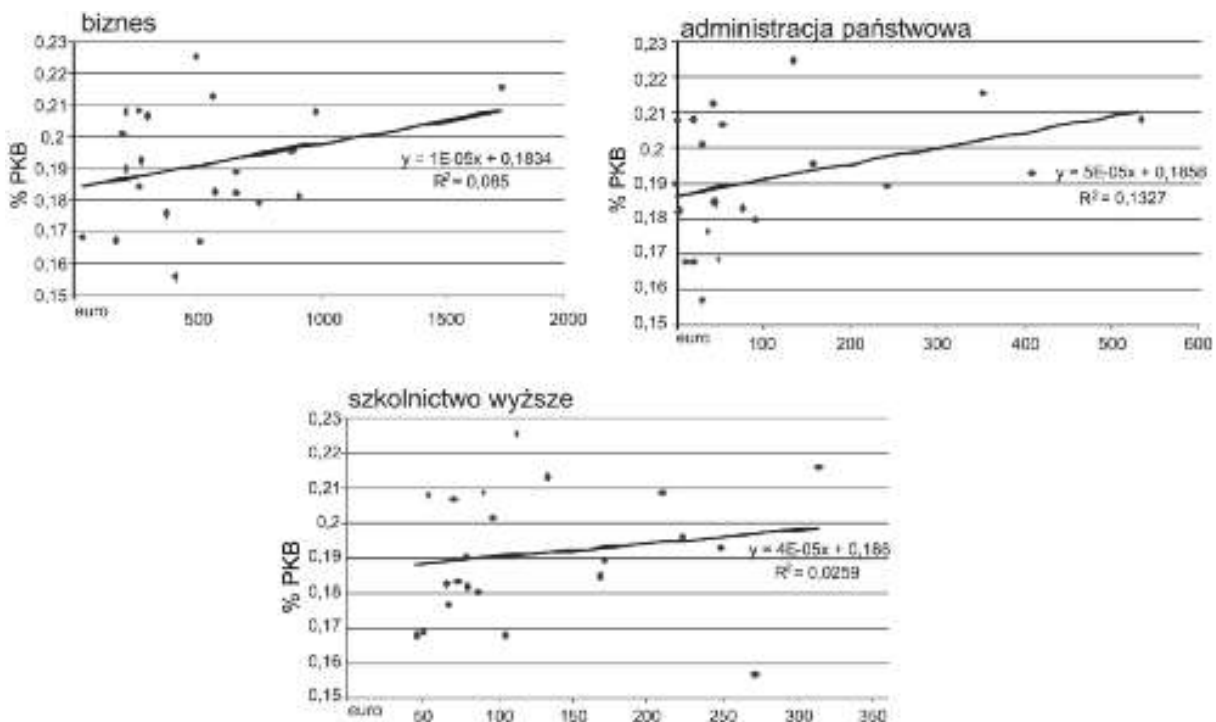 biznes
0,23
0,22
0,21
0,2
0,19
0,18
0,17
0,16
0,15
% PKB
y = 1E-05x + 0,1834
R² = 0,085
euro 500 1000 1500 2000
administracja państwowa
0,23
0,22
0,21
0,2
0,19
0,18
0,17
0,16
0,15
% PKB
y = 5E-05x + 0,1858
R² = 0,1327
euro 100 200 300 400 500 600
szkolnictwo wyższe
0,23
0,22
0,21
0,2
0,19
0,18
0,17
0,16
0,15
% PKB
y = 4E-05x + 0,186
R² = 0,0259
euro 50 100 150 200 250 300 350